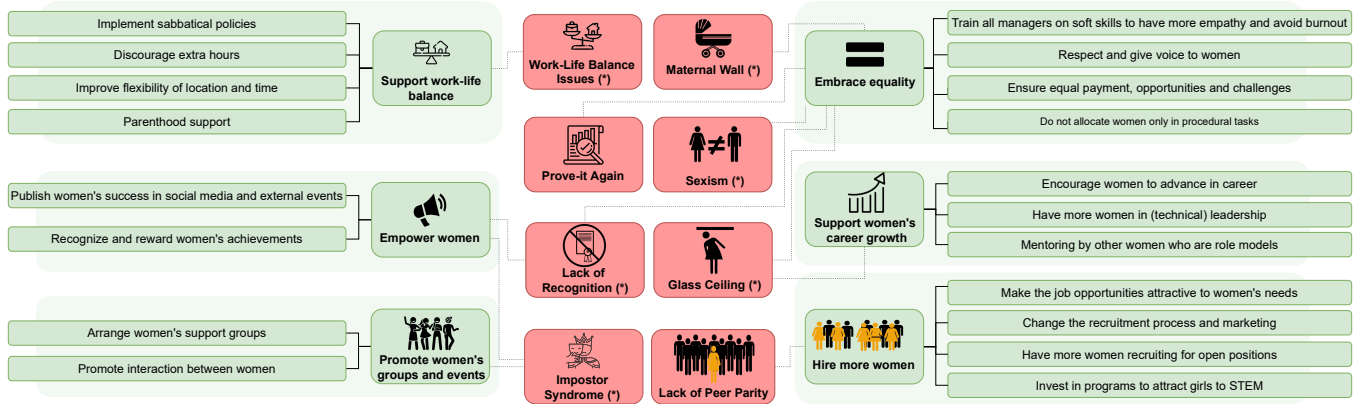 Implement sabbatical policies
Discourage extra hours
Improve flexibility of location and time
Parenthood support
Support work-life
balance
Publish women's success in social media and external events
Recognize and reward women's achievements
Empower women
Arrange women's support groups
Promote interaction between women
Promote women's
groups and events
Work-Life Balance
Issues (*)
Maternal Wall (*)
Prove-it Again
Sexism (*)
Lack of
Recognition (*)
Glass Ceiling (*)
Impostor
Syndrome (*)
Lack of Peer Parity
Embrace equality
Train all managers on soft skills to have more empathy and avoid burnout
Respect and give voice to women
Ensure equal payment, opportunities and challenges
Do not allocate women only in procedural tasks
Support women's
career growth
Encourage women to advance in career
Have more women in (technical) leadership
Mentoring by other women who are role models
Hire more women
Make the job opportunities attractive to women's needs
Change the recruitment process and marketing
Have more women recruiting for open positions
Invest in programs to attract girls to STEM